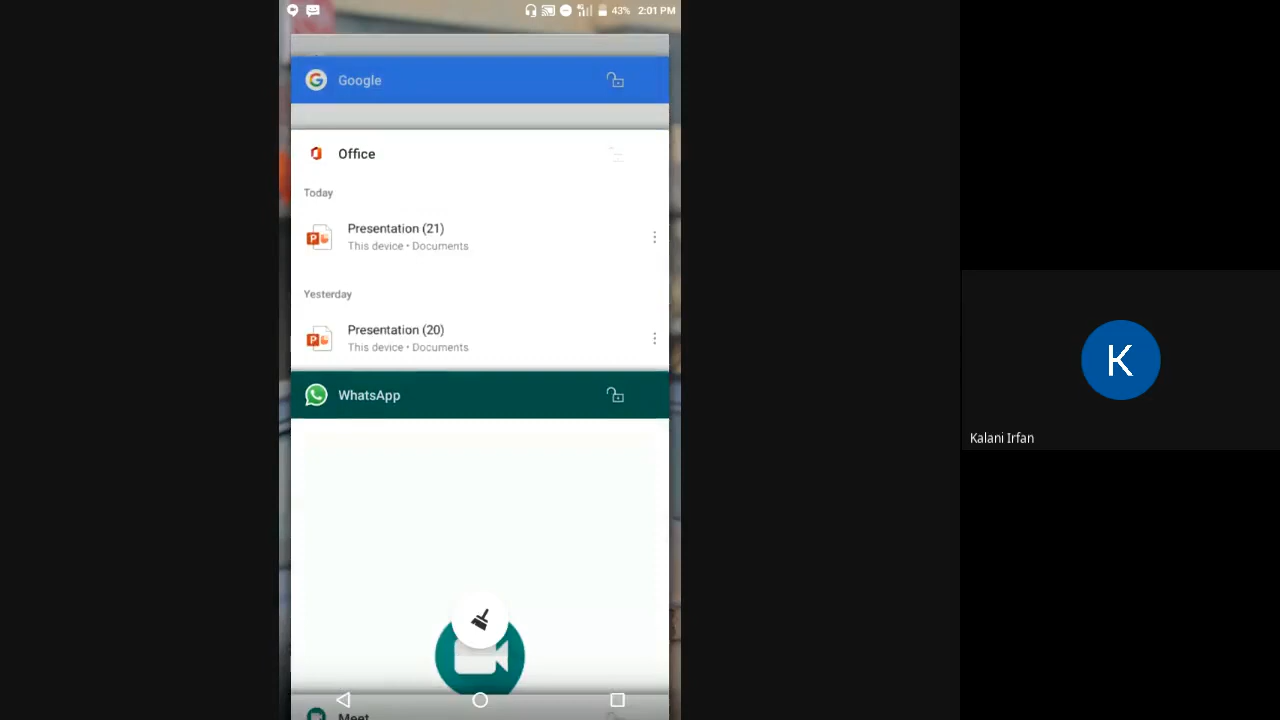 43% 2:01 PM
Google
Office
Today
Presentation (21)
This device • Documents
Yesterday
Presentation (20)
This device • Documents
WhatsApp
Meet
K
Kalani Irfan